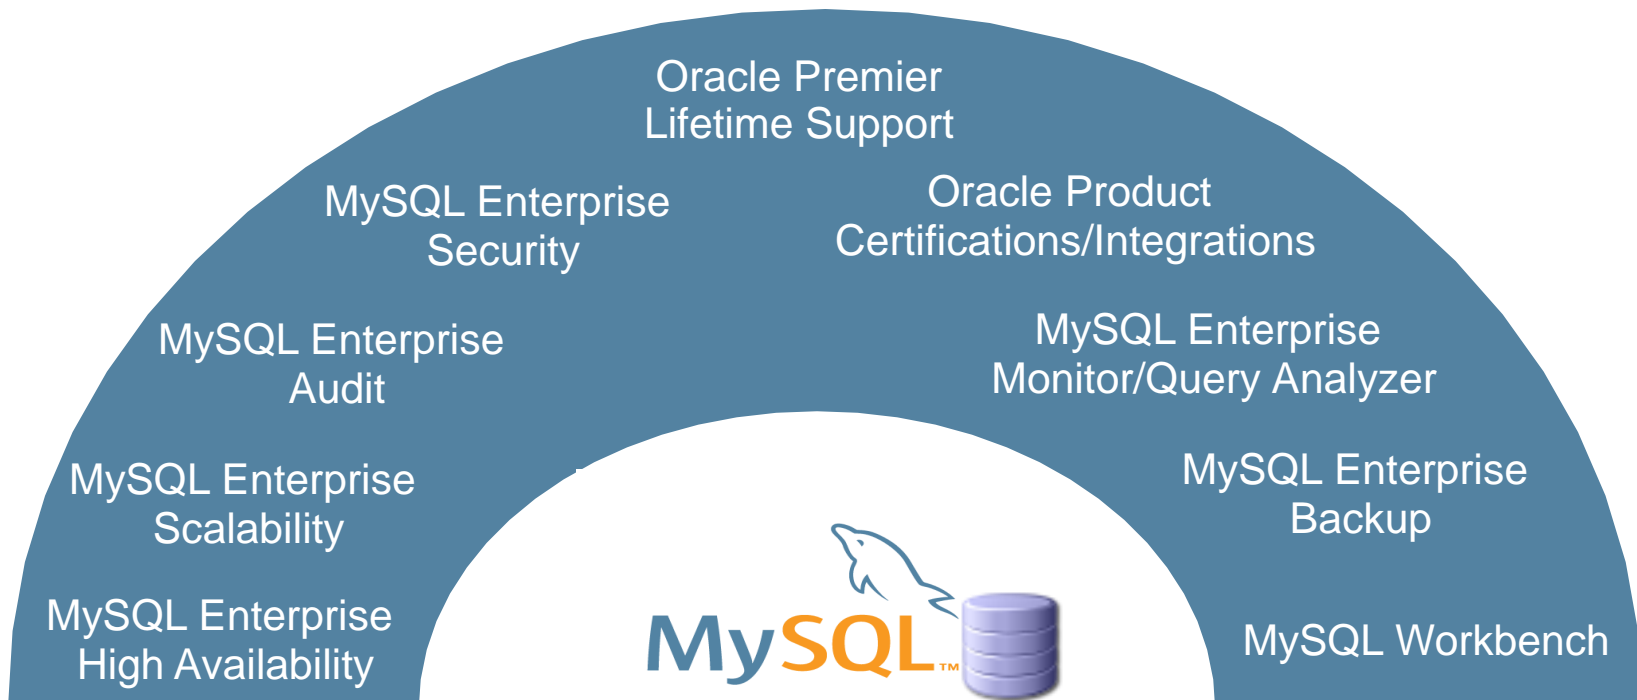 Oracle Premier
Lifetime Support
MySQL Enterprise
Security
Oracle Product
Certifications/Integrations
MySQL Enterprise
Audit
MySQL Enterprise
Monitor/Query Analyzer
MySQL Enterprise
Scalability
MySQL Enterprise
Backup
MySQL Enterprise
High Availability
MySQL™
MySQL Workbench